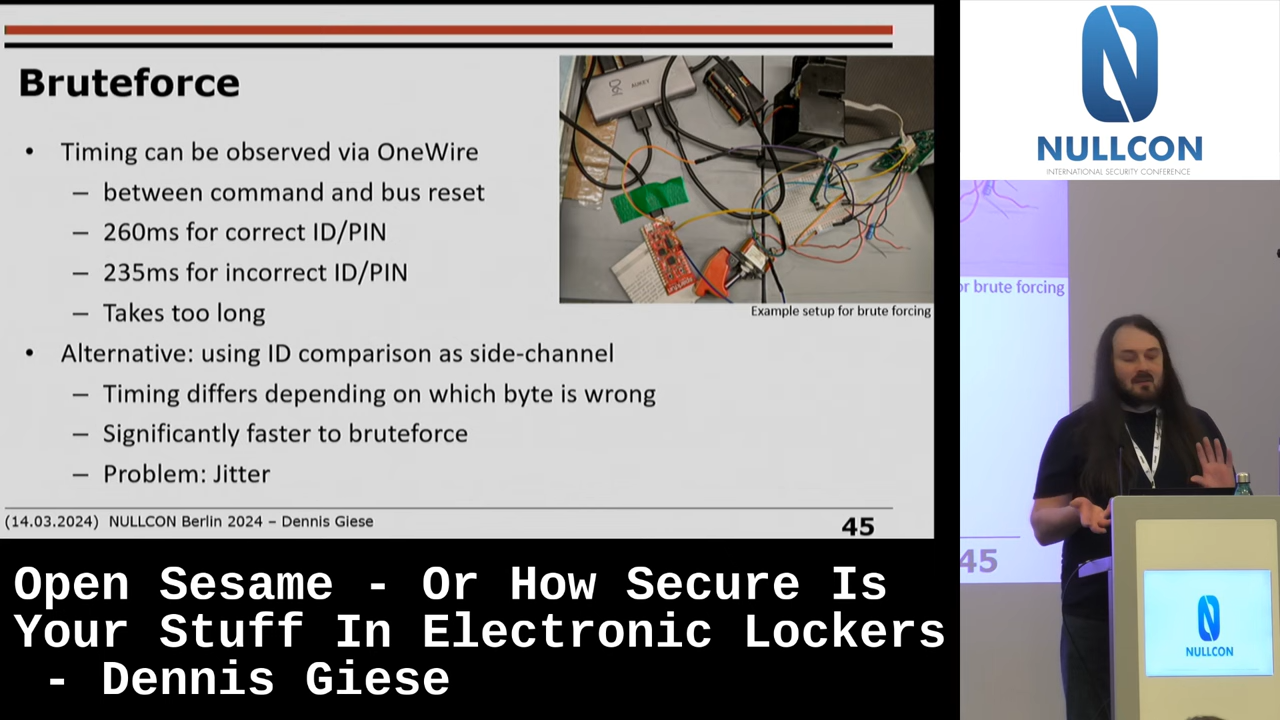 Bruteforce
• Timing can be observed via OneWire
– between command and bus reset
– 260ms for correct ID/PIN
– 235ms for incorrect ID/PIN
– Takes too long
• Alternative: using ID comparison as side-channel
– Timing differs depending on which byte is wrong
– Significantly faster to bruteforce
– Problem: Jitter
Example setup for brute forcing
(14.03.2024) NULLCON Berlin 2024 – Dennis Giese
45
NULLCON
INTERNATIONAL SECURITY CONFERENCE
or brute forcing
45
NULLCON
Open Sesame - Or How Secure Is
Your Stuff In Electronic Lockers
- Dennis Giese